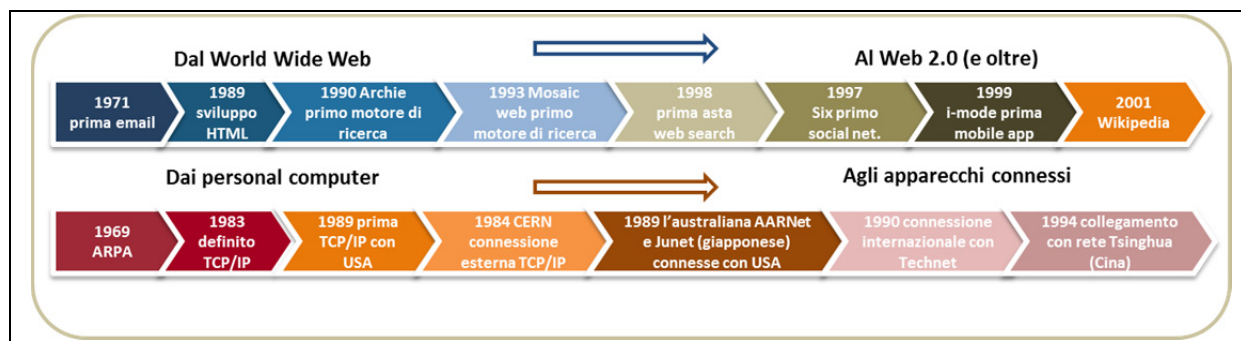 Dal World Wide Web
Al Web 2.0 (e oltre)
1971
prima email
1989
sviluppo
HTML
1990 Archie
primo motore di
ricerca
1993 Mosaic
web primo
motore di ricerca
1998
prima asta
web search
1997
Six primo
social net.
1999
i-mode prima
mobile app
2001
Wikipedia
Dai personal computer
Agli apparecchi connessi
1969
ARPA
1983
definito
TCP/IP
1989 prima
TCP/IP con
USA
1984 CERN
connessione
esterna TCP/IP
1989 l'australiana AARNet
e Junet (giapponese)
connesse con USA
1990 connessione
internazionale con
Technet
1994 collegamento
con rete Tsinghua
(Cina)